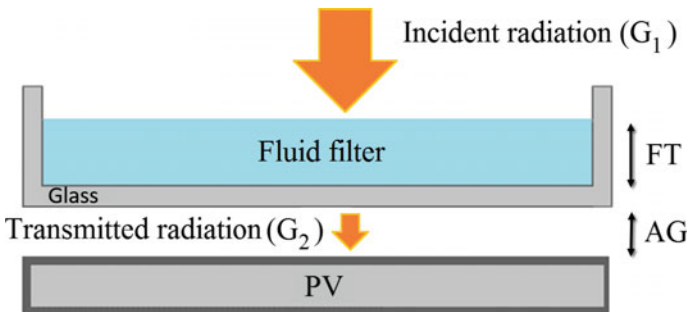 Incident radiation (G₁)
Fluid filter
FT
Glass
Transmitted radiation (G₂)
AG
PV